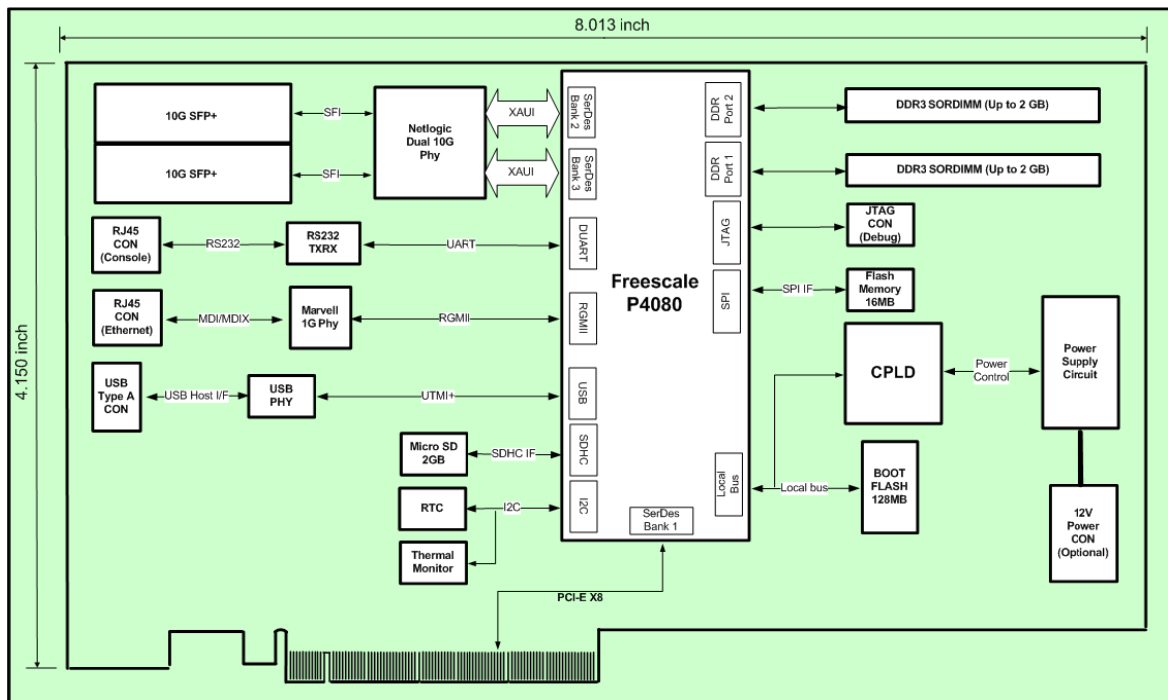 8.013 inch
4.150 inch
10G SFP+
SFI
Netlogic
Dual 10G
Phy
XAUI
SerDes
Bank 2
10G SFP+
SFI
XAUI
SerDes
Bank 3
RJ45
CON
(Console)
RS232
RS232
TXRX
UART
DUART
RJ45
CON
(Ethernet)
MDI/MDIX
Marvell
1G Phy
RGMII
RGMII
USB
Type A
CON
USB Host I/F
USB
PHY
UTMI+
USB
Micro SD
2GB
SDHC IF
SDHC
RTC
I2C
I2C
Thermal
Monitor
Freescale
P4080
SerDes
Bank 1
PCI-E X8
DDR
Port 2
DDR3 SORDIMM (Up to 2 GB)
DDR
Port 1
DDR3 SORDIMM (Up to 2 GB)
JTAG
JTAG
CON
(Debug)
SPI
SPI IF
Flash
Memory
16MB
CPLD
Power
Control
Power
Supply
Circuit
Local
Bus
Local bus
BOOT
FLASH
128MB
12V
Power
CON
(Optional)